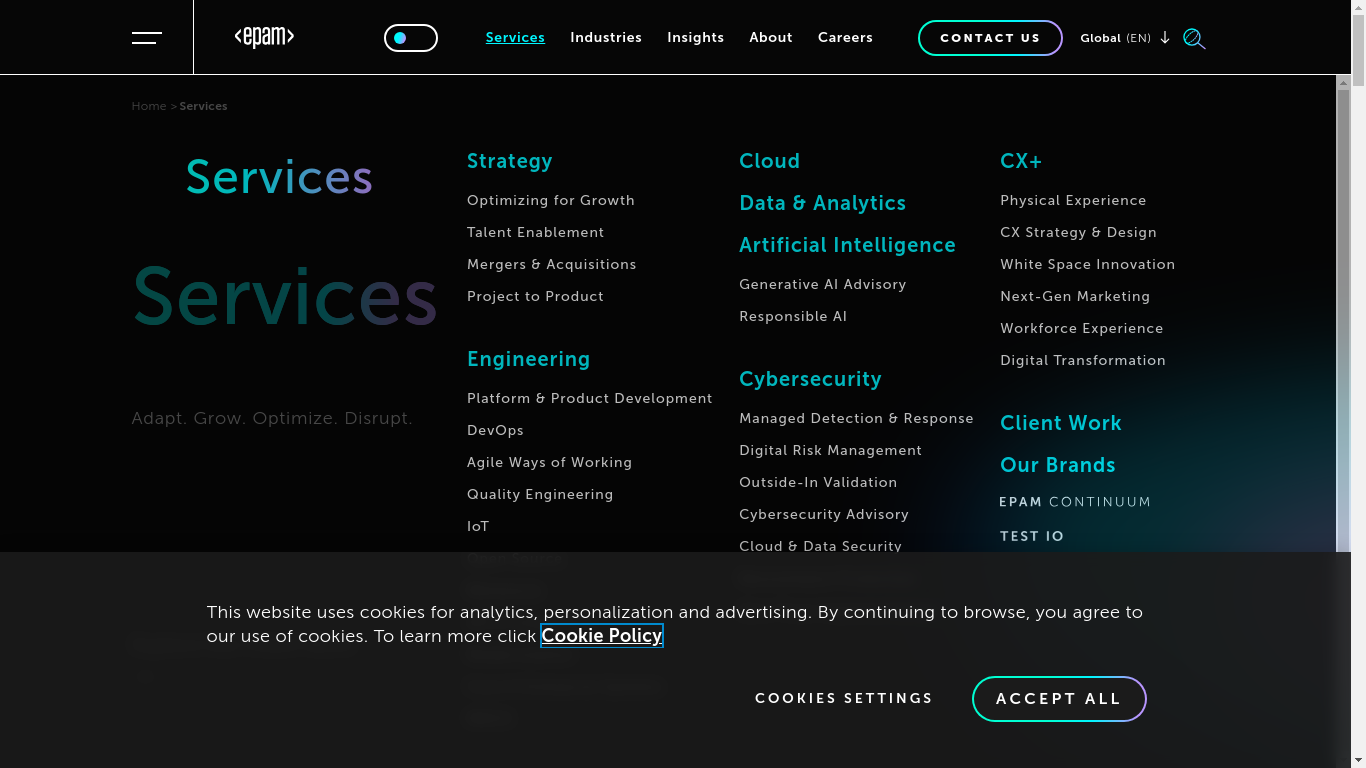 <epam>
Services
Industries
Insights
About
Careers
CONTACT US
Global (EN)
Home > Services
Services
Services
Adapt. Grow. Optimize. Disrupt.
Strategy
Optimizing for Growth
Talent Enablement
Mergers & Acquisitions
Project to Product
Engineering
Platform & Product Development
DevOps
Agile Ways of Working
Quality Engineering
IoT
Cloud
Data & Analytics
Artificial Intelligence
Generative AI Advisory
Responsible AI
Cybersecurity
Managed Detection & Response
Digital Risk Management
Outside-In Validation
Cybersecurity Advisory
Cloud & Data Security
CX+
Physical Experience
CX Strategy & Design
White Space Innovation
Next-Gen Marketing
Workforce Experience
Digital Transformation
Client Work
Our Brands
EPAM CONTINUUM
TEST IO
This website uses cookies for analytics, personalization and advertising. By continuing to browse, you agree to
our use of cookies. To learn more click Cookie Policy
COOKIES SETTINGS
ACCEPT ALL